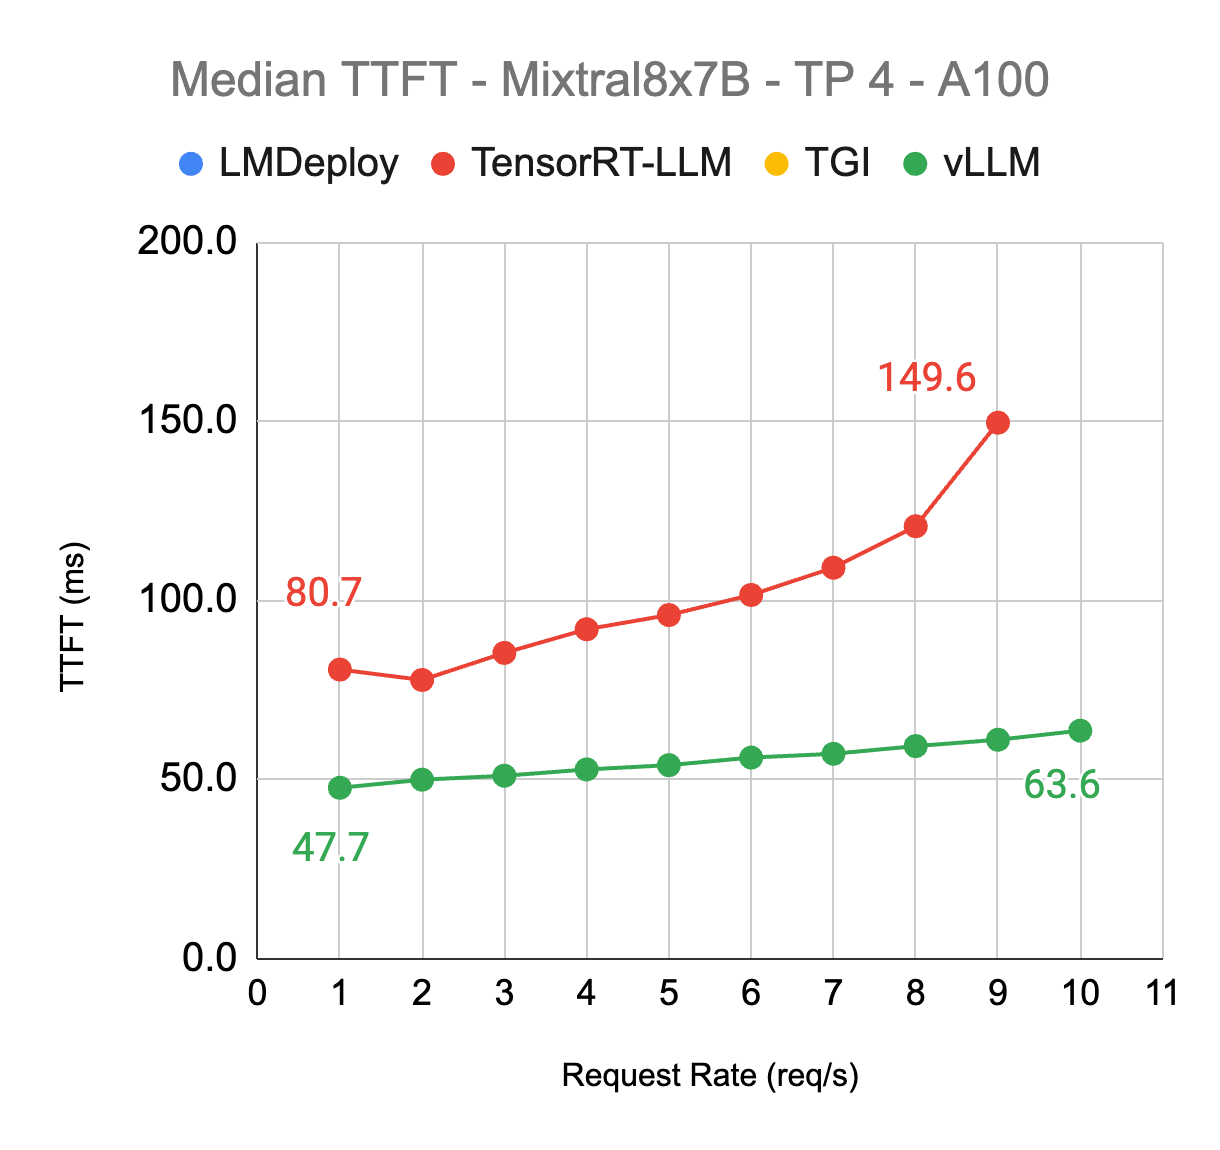 Median TTFT - Mixtral8x7B - TP 4 - A100
LMDeploy TensorRT-LLM TGI vLLM
200.0
149.6
150.0
80.7
100.0
TTFT (ms)
50.0
63.6
47.7
0.0
0 1 2 3 4 5 6 7 8 9 10 11
Request Rate (req/s)